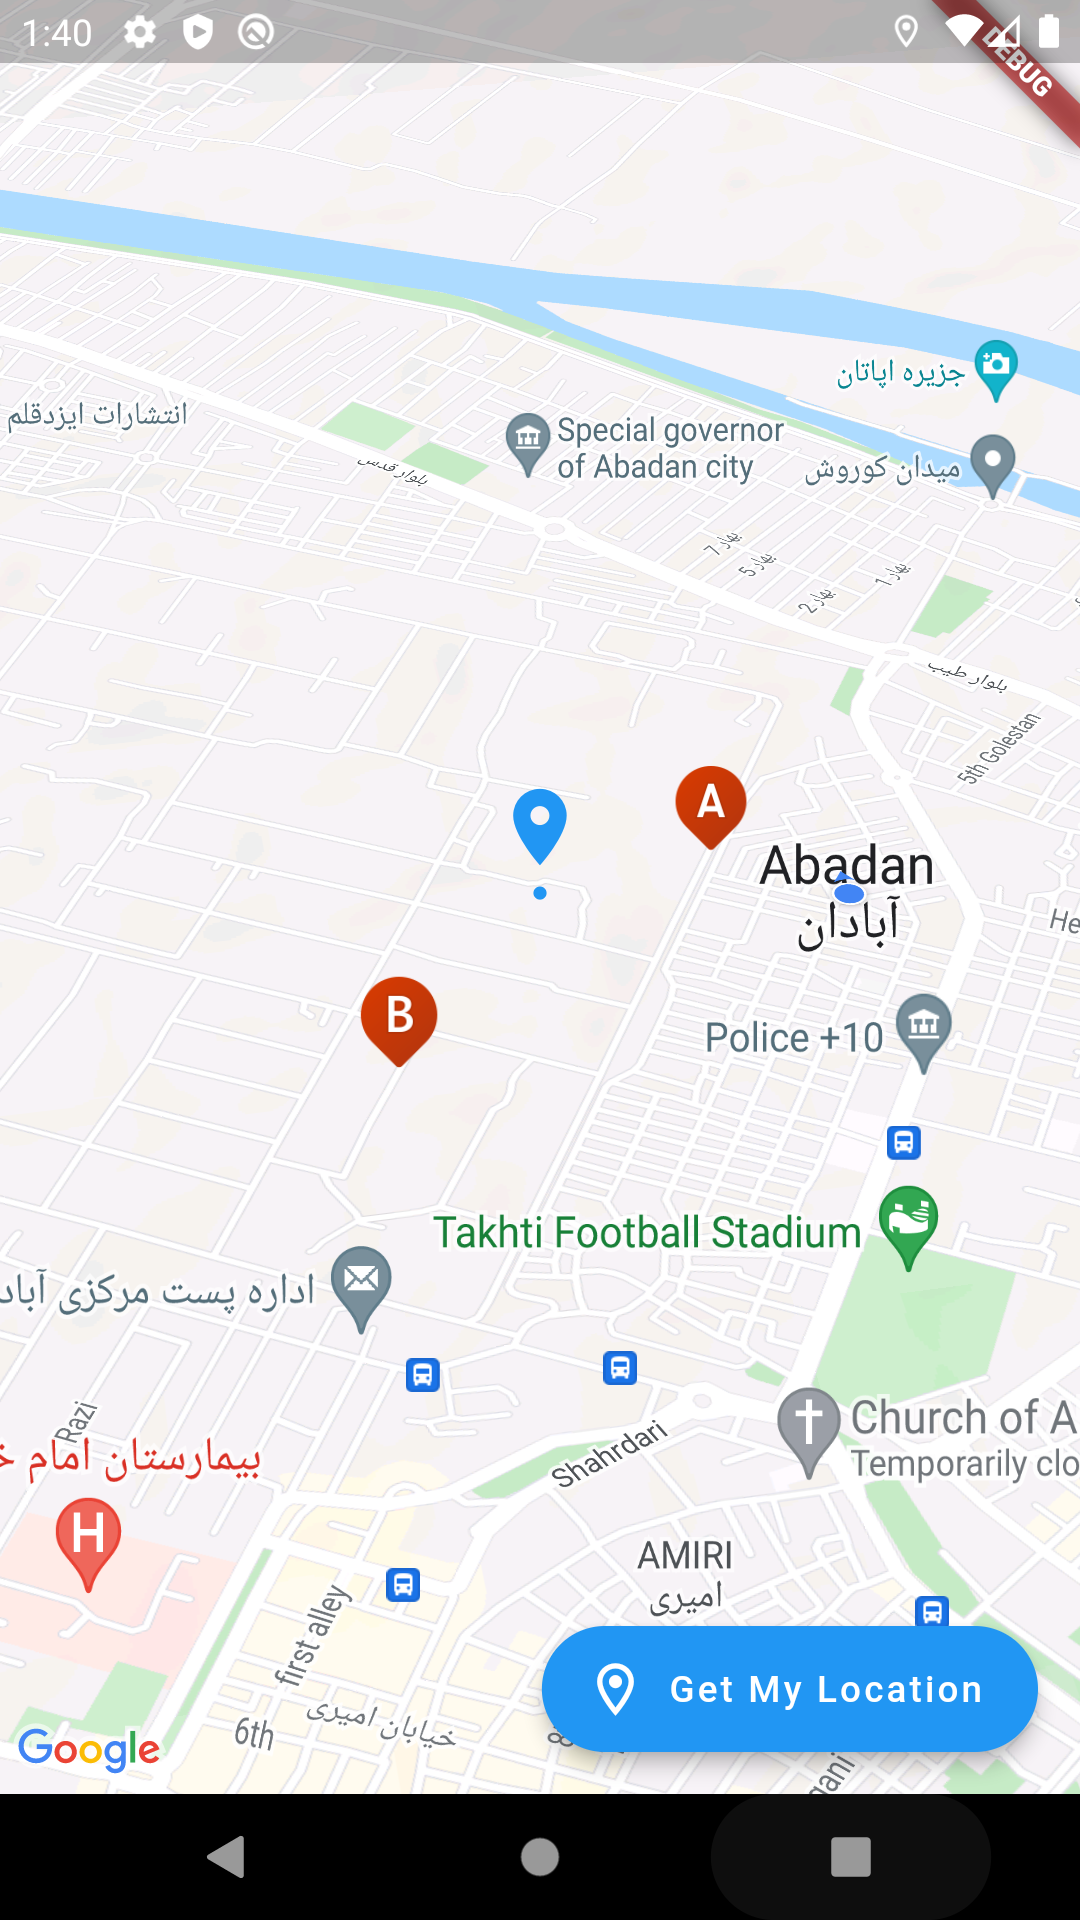 1:40
DEBUG
جزیره اپاتان
انتشارات ایزدقلم
Special governor
of Abadan city
میدان کوروش
بلوار قدس
بهار 7
بهار 5
بهار 1
بهار 2
بلوار طیب
5th Golestan
A
Abadan
آبادان
He
B
Police +10
Takhti Football Stadium
اداره پست مرکزی آباد
Razi
Church of A
Temporarily clo
Shahrdari
بیمارستان امام خ
H
AMIRI
امیری
first alley
Get My Location
خیابان امیری
6th
Google
gani